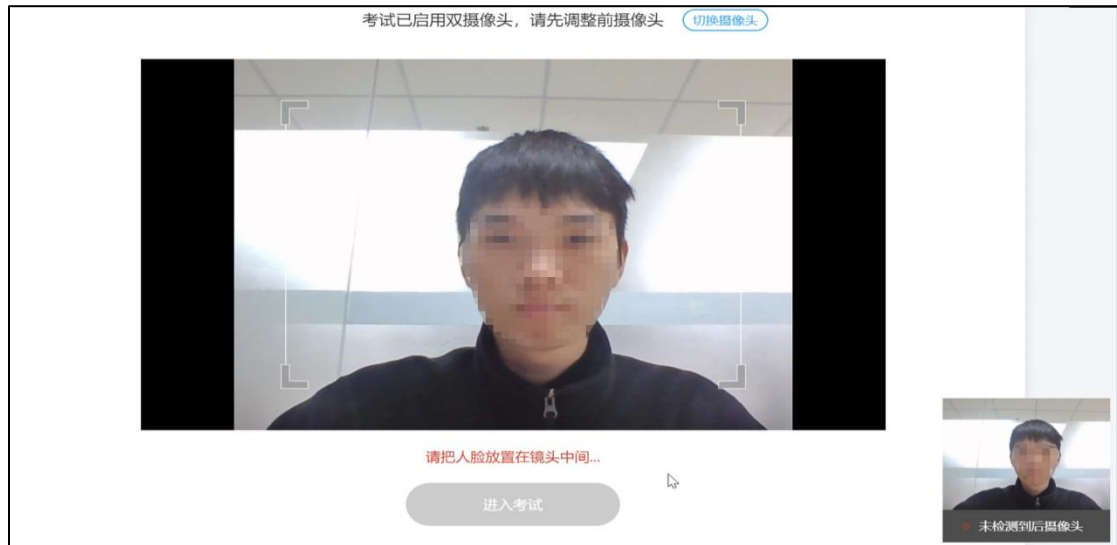 考试已启用双摄像头，请先调整前摄像头 切换摄像头
请把人脸放置在镜头中间...
进入考试
未检测到后摄像头